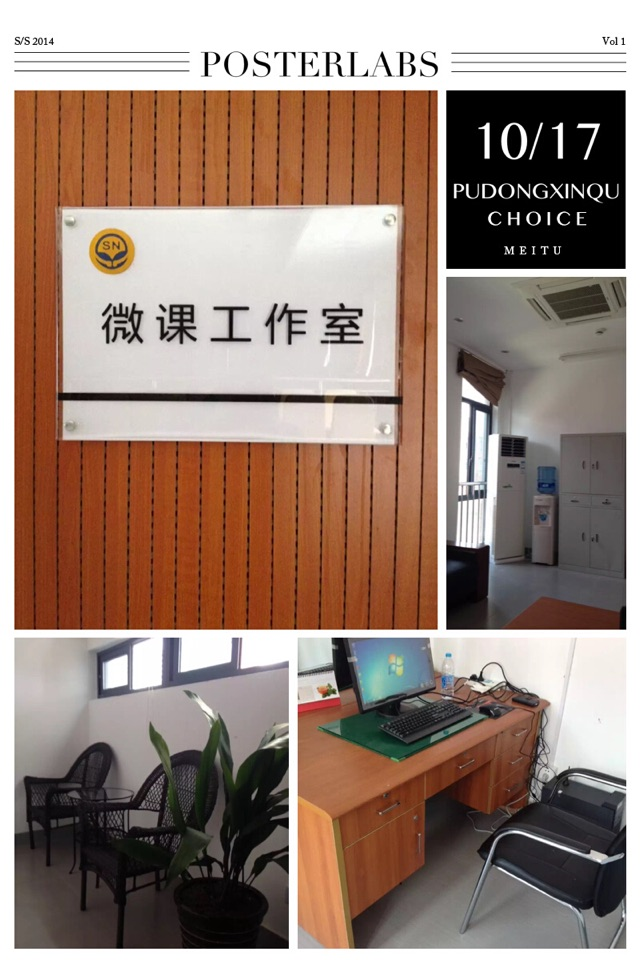 S/S 2014
Vol 1
POSTERLABS
10/17
PUDONGXINQU
CHOICE
MEITU
SN
微课工作室